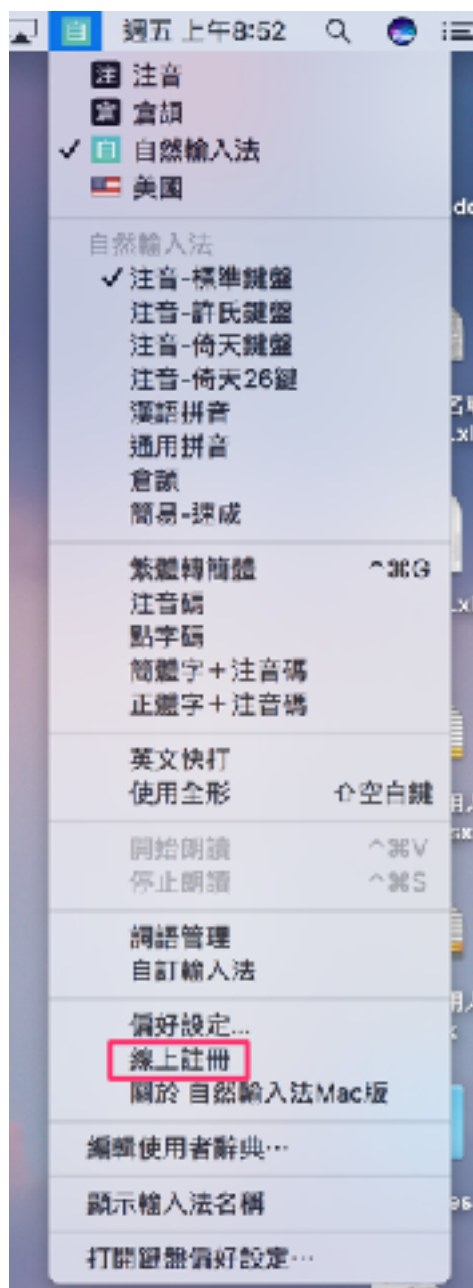 自 週五 上午8:52
注 注音
倉 倉頡
✓ 自 自然輸入法
美國
自然輸入法
✓ 注音-標準鍵盤
注音-許氏鍵盤
注音-倚天鍵盤
注音-倚天26鍵
漢語拼音
通用拼音
倉頡
簡易-速成
繁體轉簡體 ^⌘G
注音碼
點字碼
簡體字＋注音碼
正體字＋注音碼
英文快打
使用全形 ⇧空白鍵
開始朗讀 ^⌘V
停止朗讀 ^⌘S
詞語管理
自訂輸入法
偏好設定...
線上註冊
關於 自然輸入法Mac版
編輯使用者辭典…
顯示輸入法名稱
打開鍵盤偏好設定…